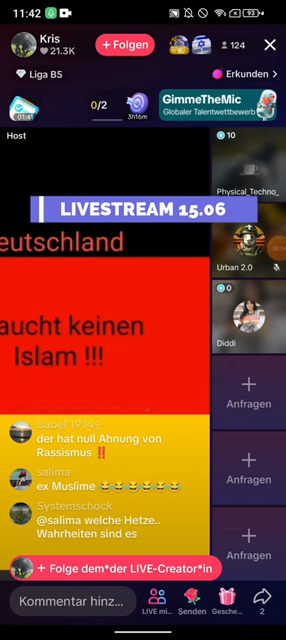 11:42
Kris
21.3K
+ Folgen
124
Liga B5
Erkunden >
01:41
0/2
3h16m
GimmeTheMic
Globaler Talentwettbewerb
Host
10
Physical_Techno_
LIVESTREAM 15.06
eutschland
Urban 2.0
aucht keinen
Islam !!!
0
Diddi
Anfragen
Babel 1914
der hat null Ahnung von
Rassismus ‼️
salima
ex Muslime 😂😂😂😂😂😂
Anfragen
Systemschock
@salima welche Hetze..
Wahrheiten sind es
Anfragen
+ Folge dem*der LIVE-Creator*in
Kommentar hinz...
LIVE mi...
Senden
Gesche...
2